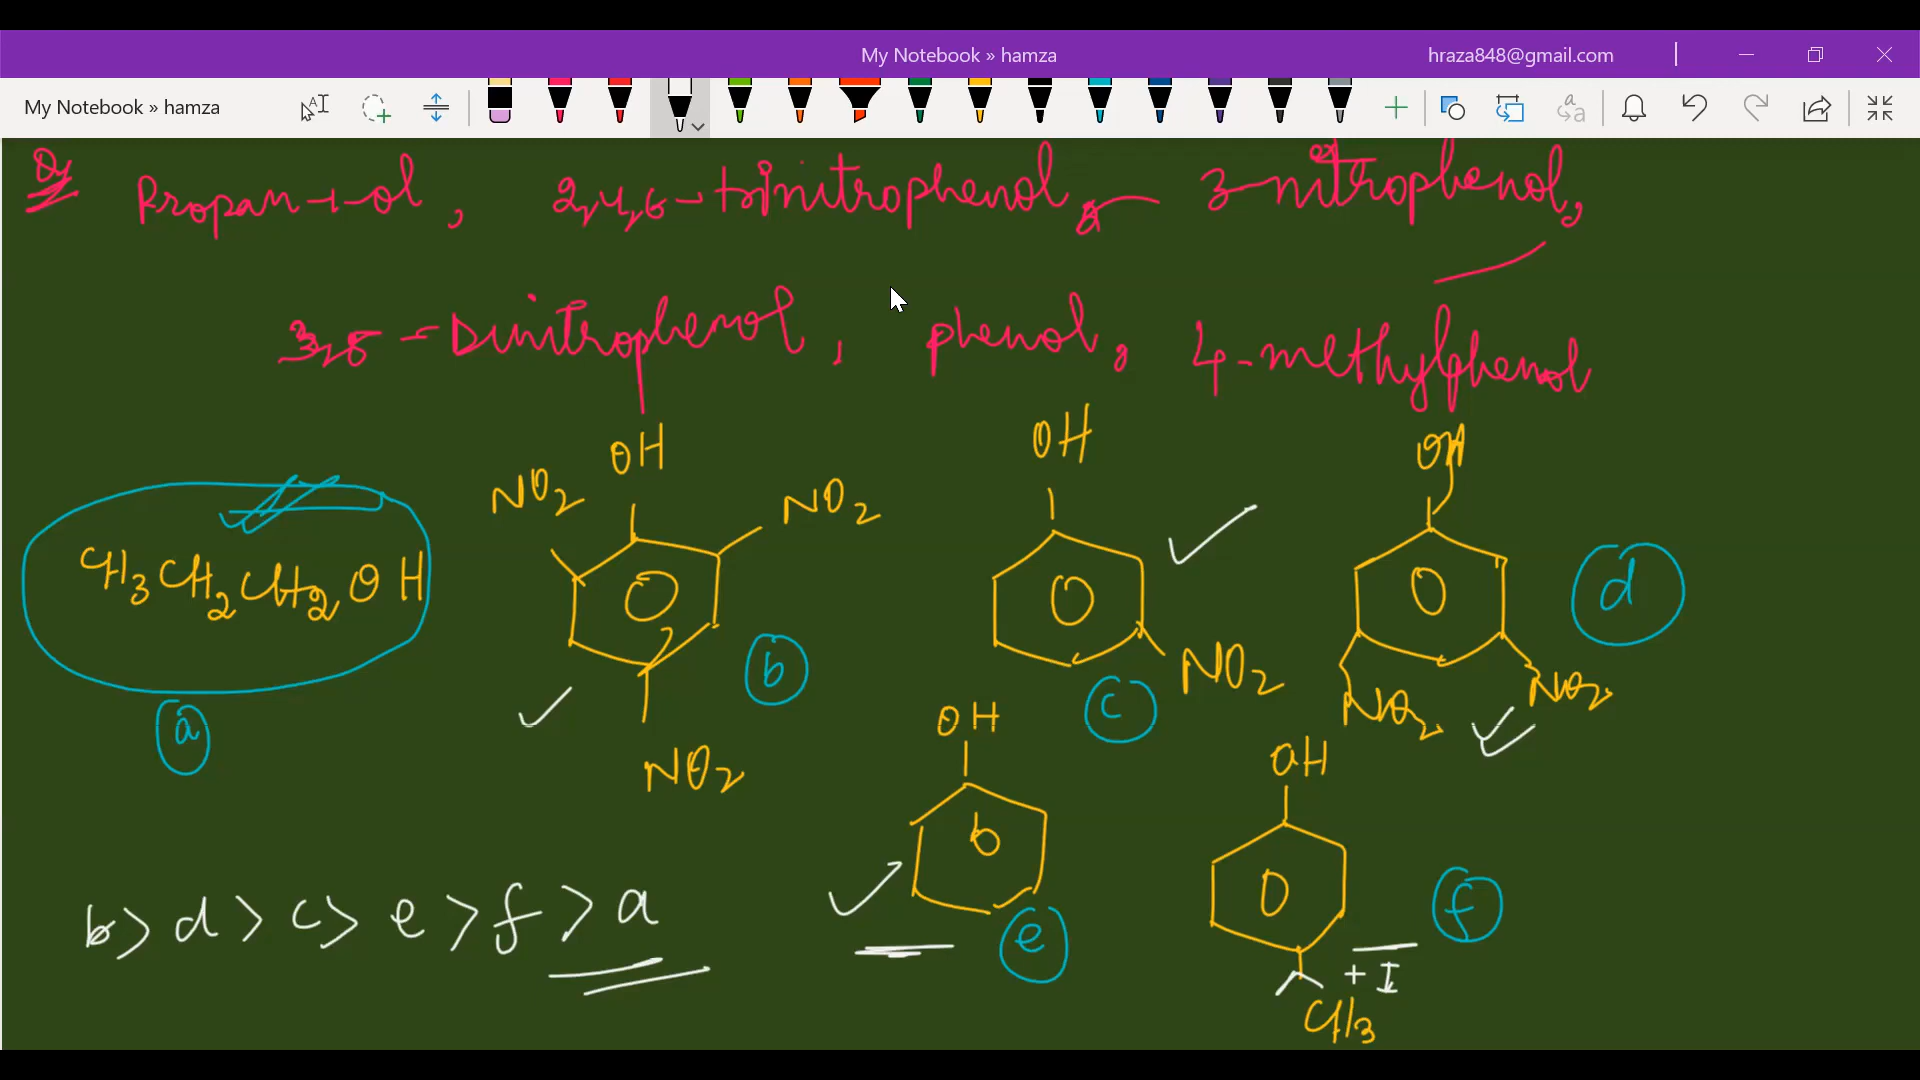 My Notebook » hamza
hraza848@gmail.com
My Notebook » hamza
Qy
Propan-1-ol, 2,4,6-trinitrophenol, 3-nitrophenol,
3,5-Dinitrophenol, phenol, 4-methylphenol
CH3CH2CH2OH
a
OH
NO2
NO2
NO2
b
OH
NO2
c
OH
NO2
NO2
d
OH
e
OH
+I
CH3
f
b > d > c > e > f > a